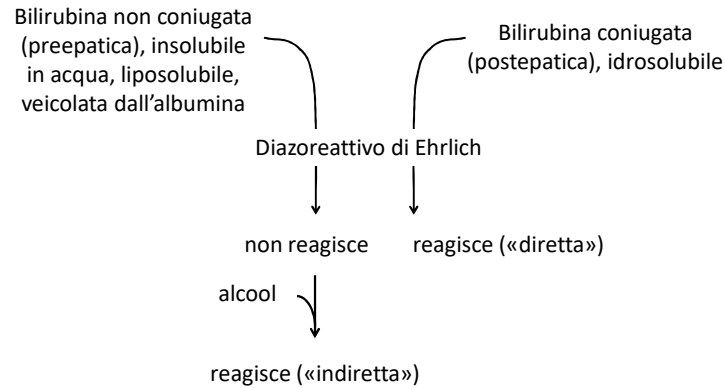 Bilirubina non coniugata
(preepatica), insolubile
in acqua, liposolubile,
veicolata dall’albumina
Bilirubina coniugata
(postepatica), idrosolubile
Diazoreattivo di Ehrlich
non reagisce
reagisce («diretta»)
alcool
reagisce («indiretta»)